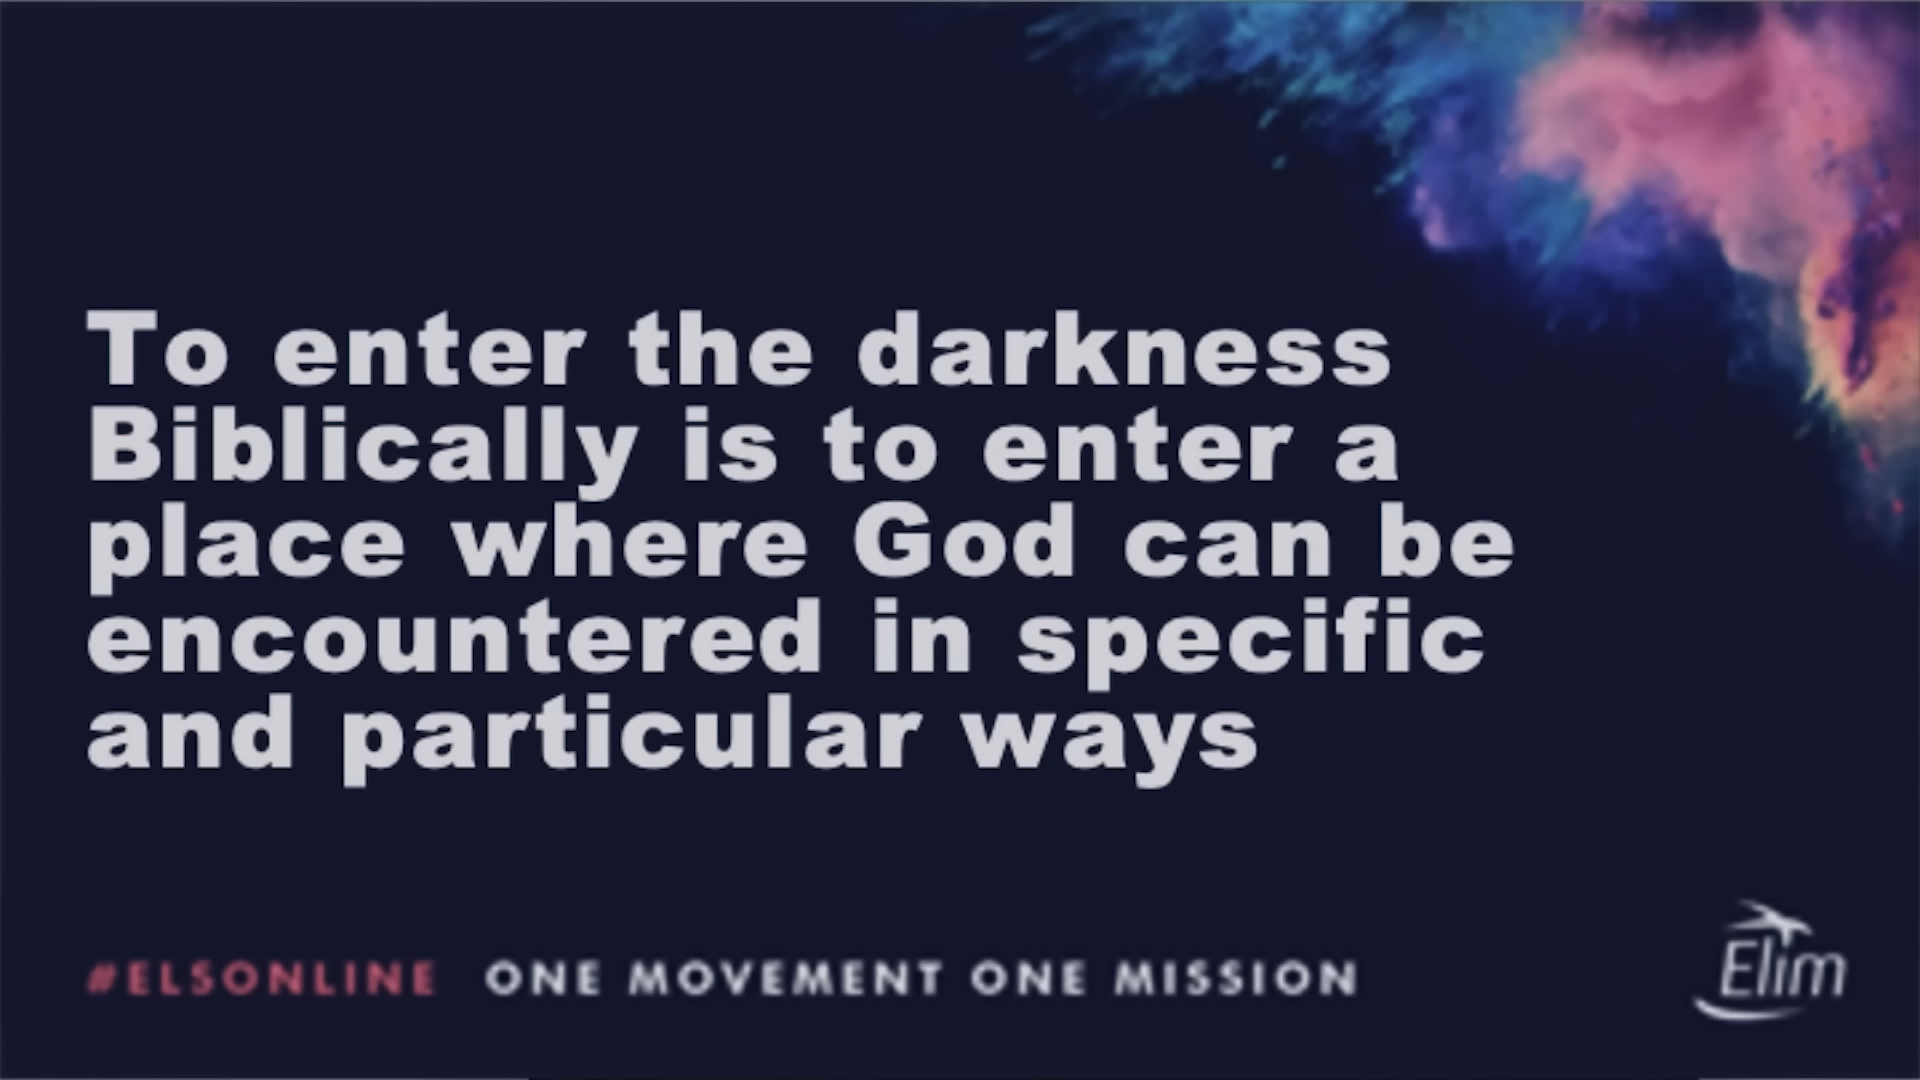 To enter the darkness
Biblically is to enter a
place where God can be
encountered in specific
and particular ways
#ELSONLINE ONE MOVEMENT ONE MISSION
Elim